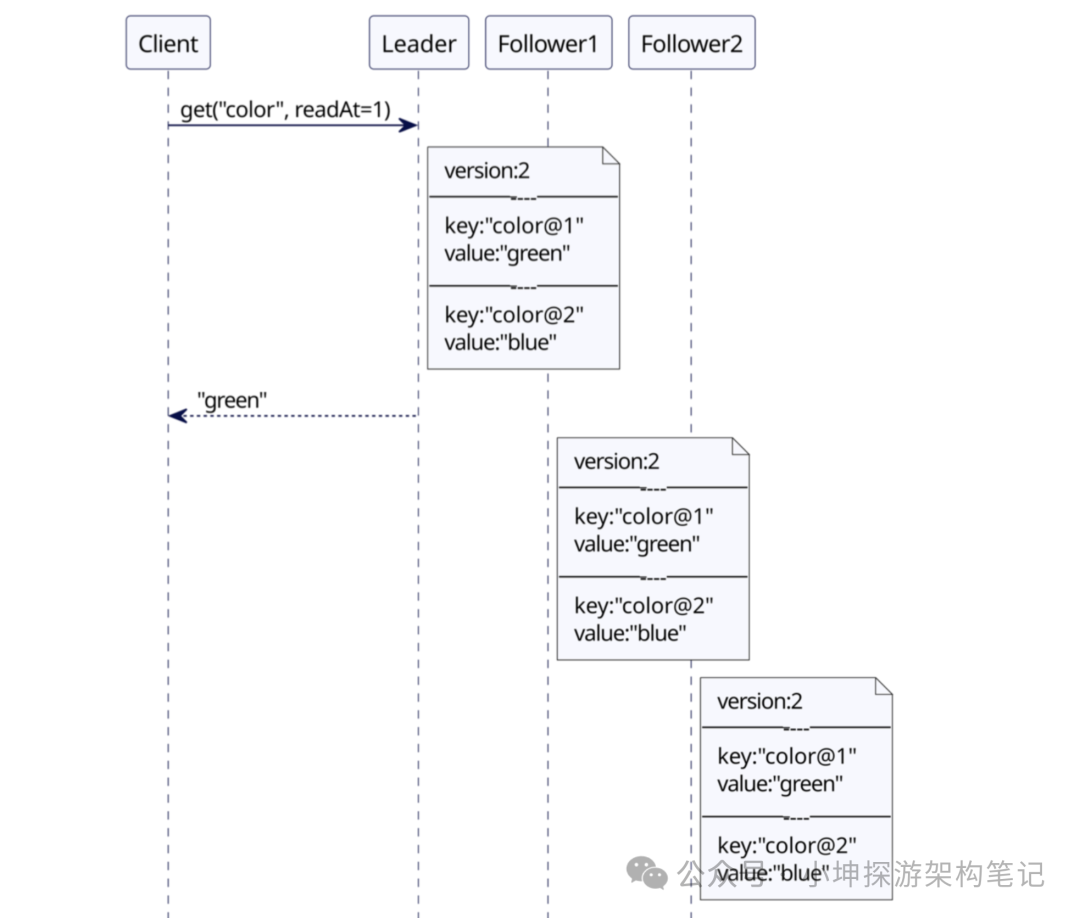 Client
Leader
Follower1
Follower2
get("color", readAt=1)
version:2
----
key:"color@1"
value:"green"
----
key:"color@2"
value:"blue"
"green"
version:2
----
key:"color@1"
value:"green"
----
key:"color@2"
value:"blue"
version:2
----
key:"color@1"
value:"green"
----
key:"color@2"
value:"blue"
公众号 小坤探游架构笔记